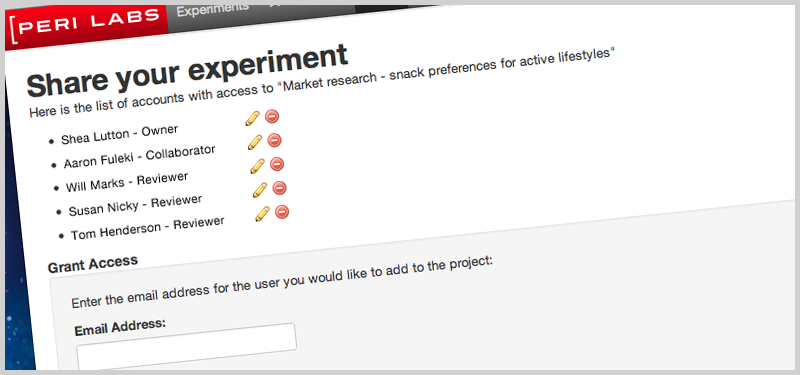 [PERI LABS
Experiments
Share your experiment
Here is the list of accounts with access to "Market research - snack preferences for active lifestyles"
• Shea Lutton - Owner
• Aaron Fuleki - Collaborator
• Will Marks - Reviewer
• Susan Nicky - Reviewer
• Tom Henderson - Reviewer
Grant Access
Enter the email address for the user you would like to add to the project:
Email Address: